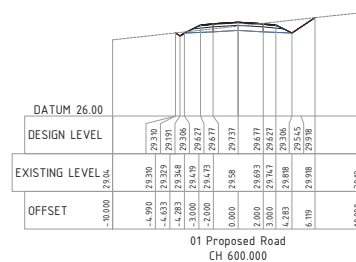 DATUM 26.00
DESIGN LEVEL 29.310 29.191 29.306 29.627 29.677 29.737 29.677 29.627 29.306 29.545 29.918
EXISTING LEVEL 29.04 29.310 29.329 29.348 29.419 29.473 29.58 29.693 29.747 29.818 29.918
OFFSET -10.000 -4.990 -4.633 -4.283 -3.000 -2.000 0.000 2.000 3.000 4.283 6.119
01 Proposed Road
CH 600.000